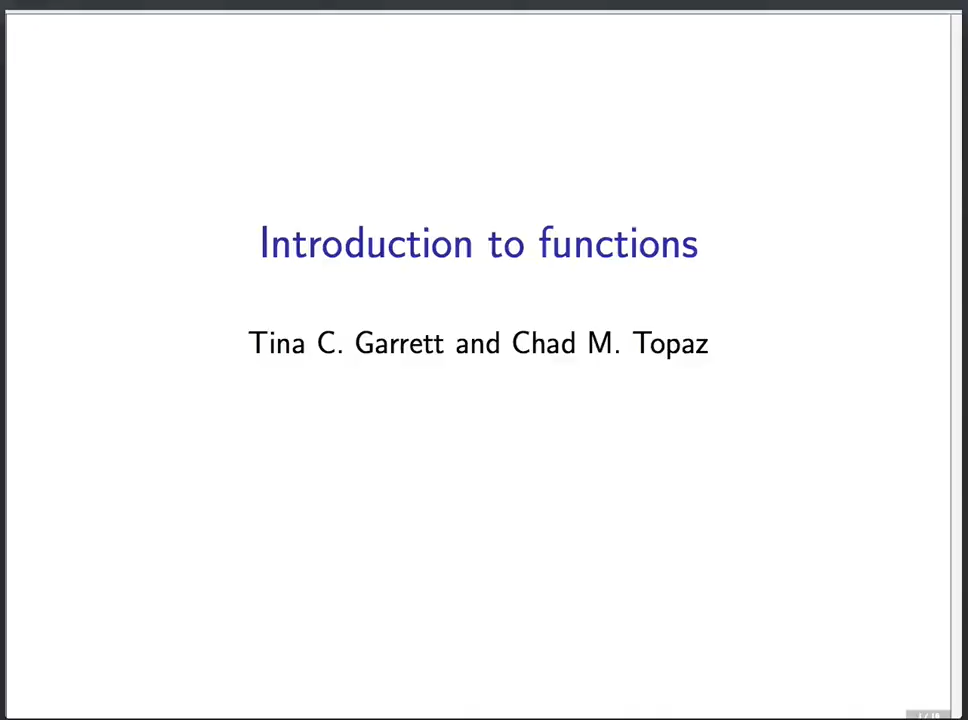 Introduction to functions
Tina C. Garrett and Chad M. Topaz